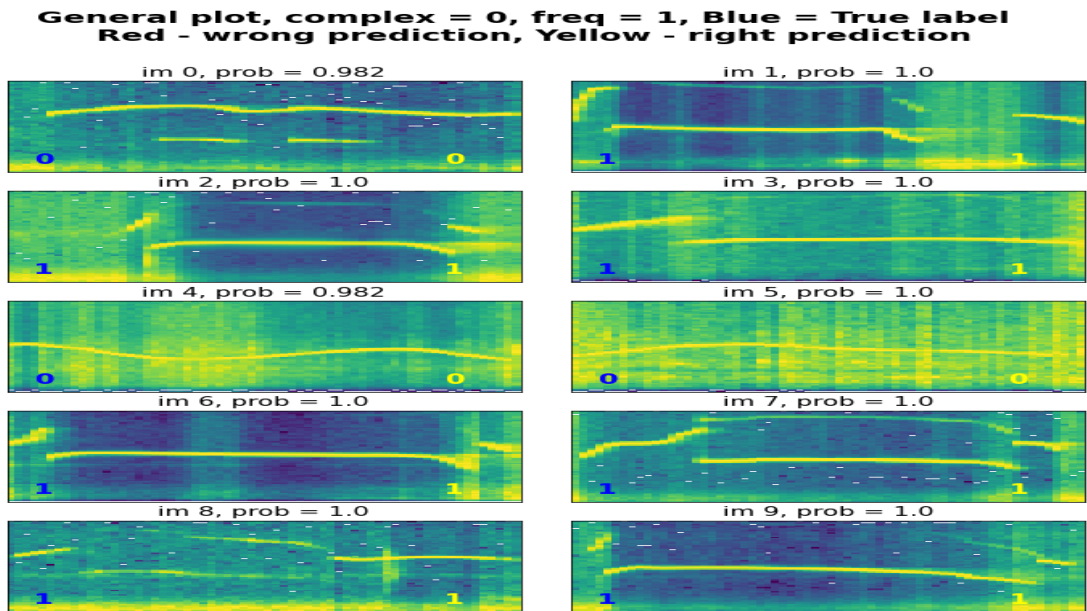 General plot, complex = 0, freq = 1, Blue = True label
Red - wrong prediction, Yellow - right prediction
im 0, prob = 0.982
0 0
im 1, prob = 1.0
1 1
im 2, prob = 1.0
1 1
im 3, prob = 1.0
1 1
im 4, prob = 0.982
0 0
im 5, prob = 1.0
0 0
im 6, prob = 1.0
1 1
im 7, prob = 1.0
1 1
im 8, prob = 1.0
1 1
im 9, prob = 1.0
1 1